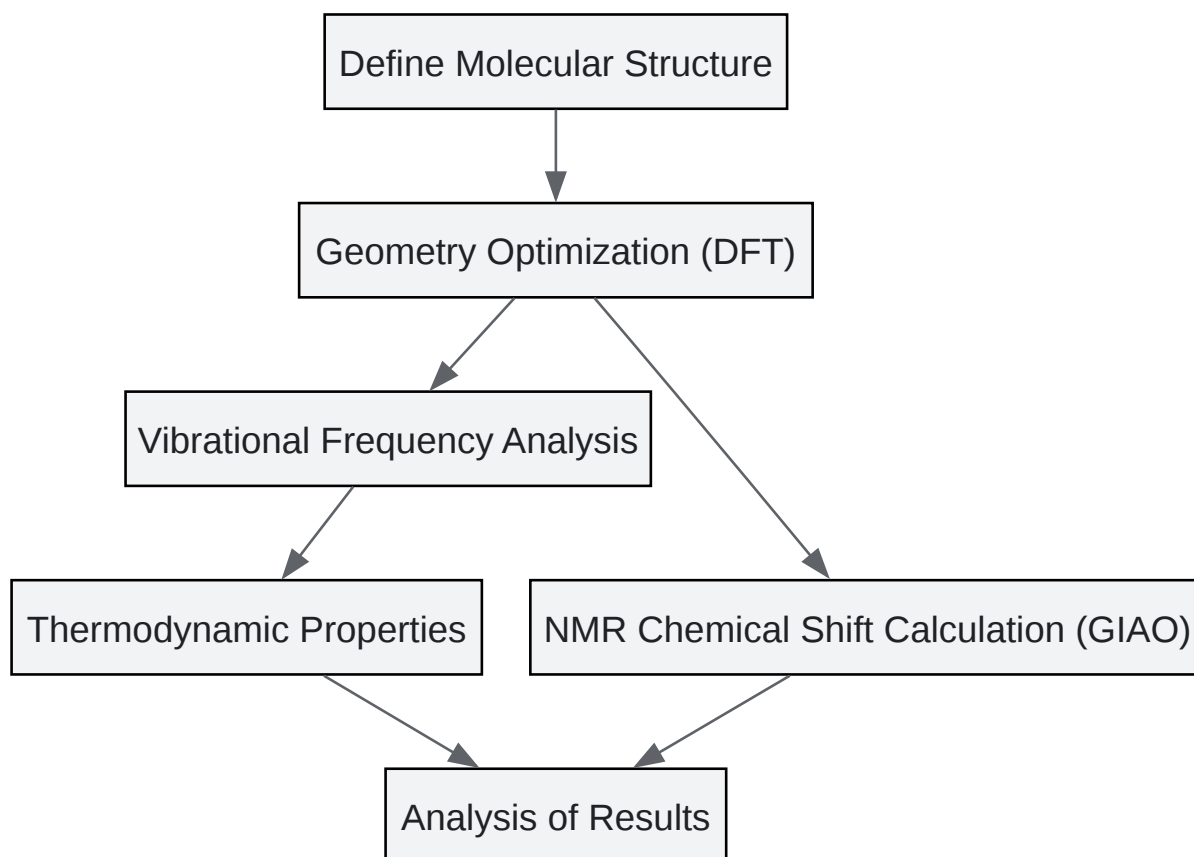 Define Molecular Structure
Geometry Optimization (DFT)
Vibrational Frequency Analysis
Thermodynamic Properties
NMR Chemical Shift Calculation (GIAO)
Analysis of Results